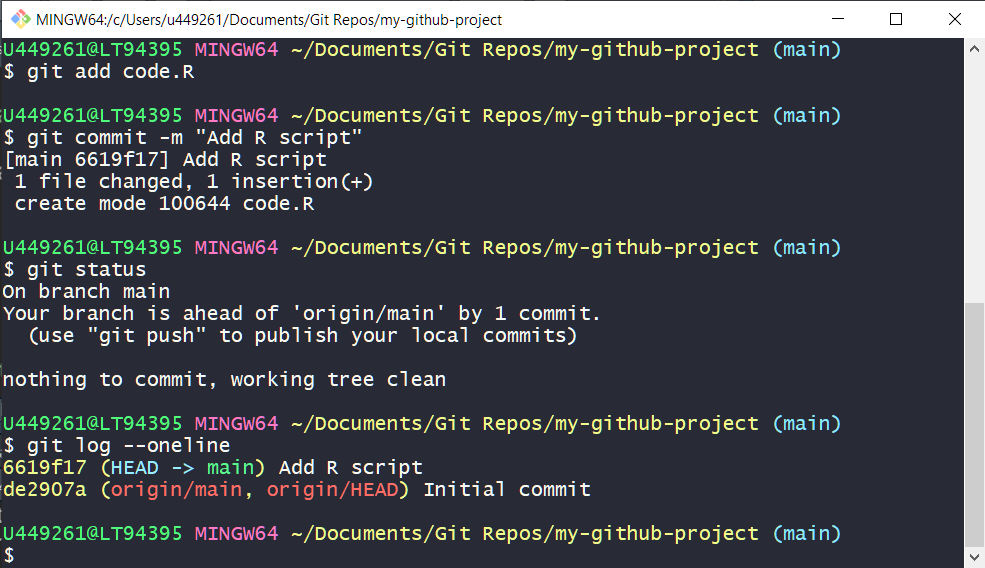 MINGW64:/c/Users/u449261/Documents/Git Repos/my-github-project
U449261@LT94395 MINGW64 ~/Documents/Git Repos/my-github-project (main)
$ git add code.R
U449261@LT94395 MINGW64 ~/Documents/Git Repos/my-github-project (main)
$ git commit -m "Add R script"
[main 6619f17] Add R script
 1 file changed, 1 insertion(+)
 create mode 100644 code.R
U449261@LT94395 MINGW64 ~/Documents/Git Repos/my-github-project (main)
$ git status
On branch main
Your branch is ahead of 'origin/main' by 1 commit.
  (use "git push" to publish your local commits)
nothing to commit, working tree clean
U449261@LT94395 MINGW64 ~/Documents/Git Repos/my-github-project (main)
$ git log --oneline
6619f17 (HEAD -> main) Add R script
de2907a (origin/main, origin/HEAD) Initial commit
U449261@LT94395 MINGW64 ~/Documents/Git Repos/my-github-project (main)
$